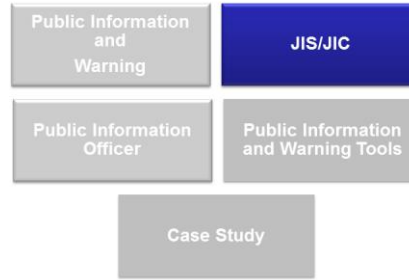 Public Information
and
Warning
JIS/JIC
Public Information
Officer
Public Information
and Warning Tools
Case Study